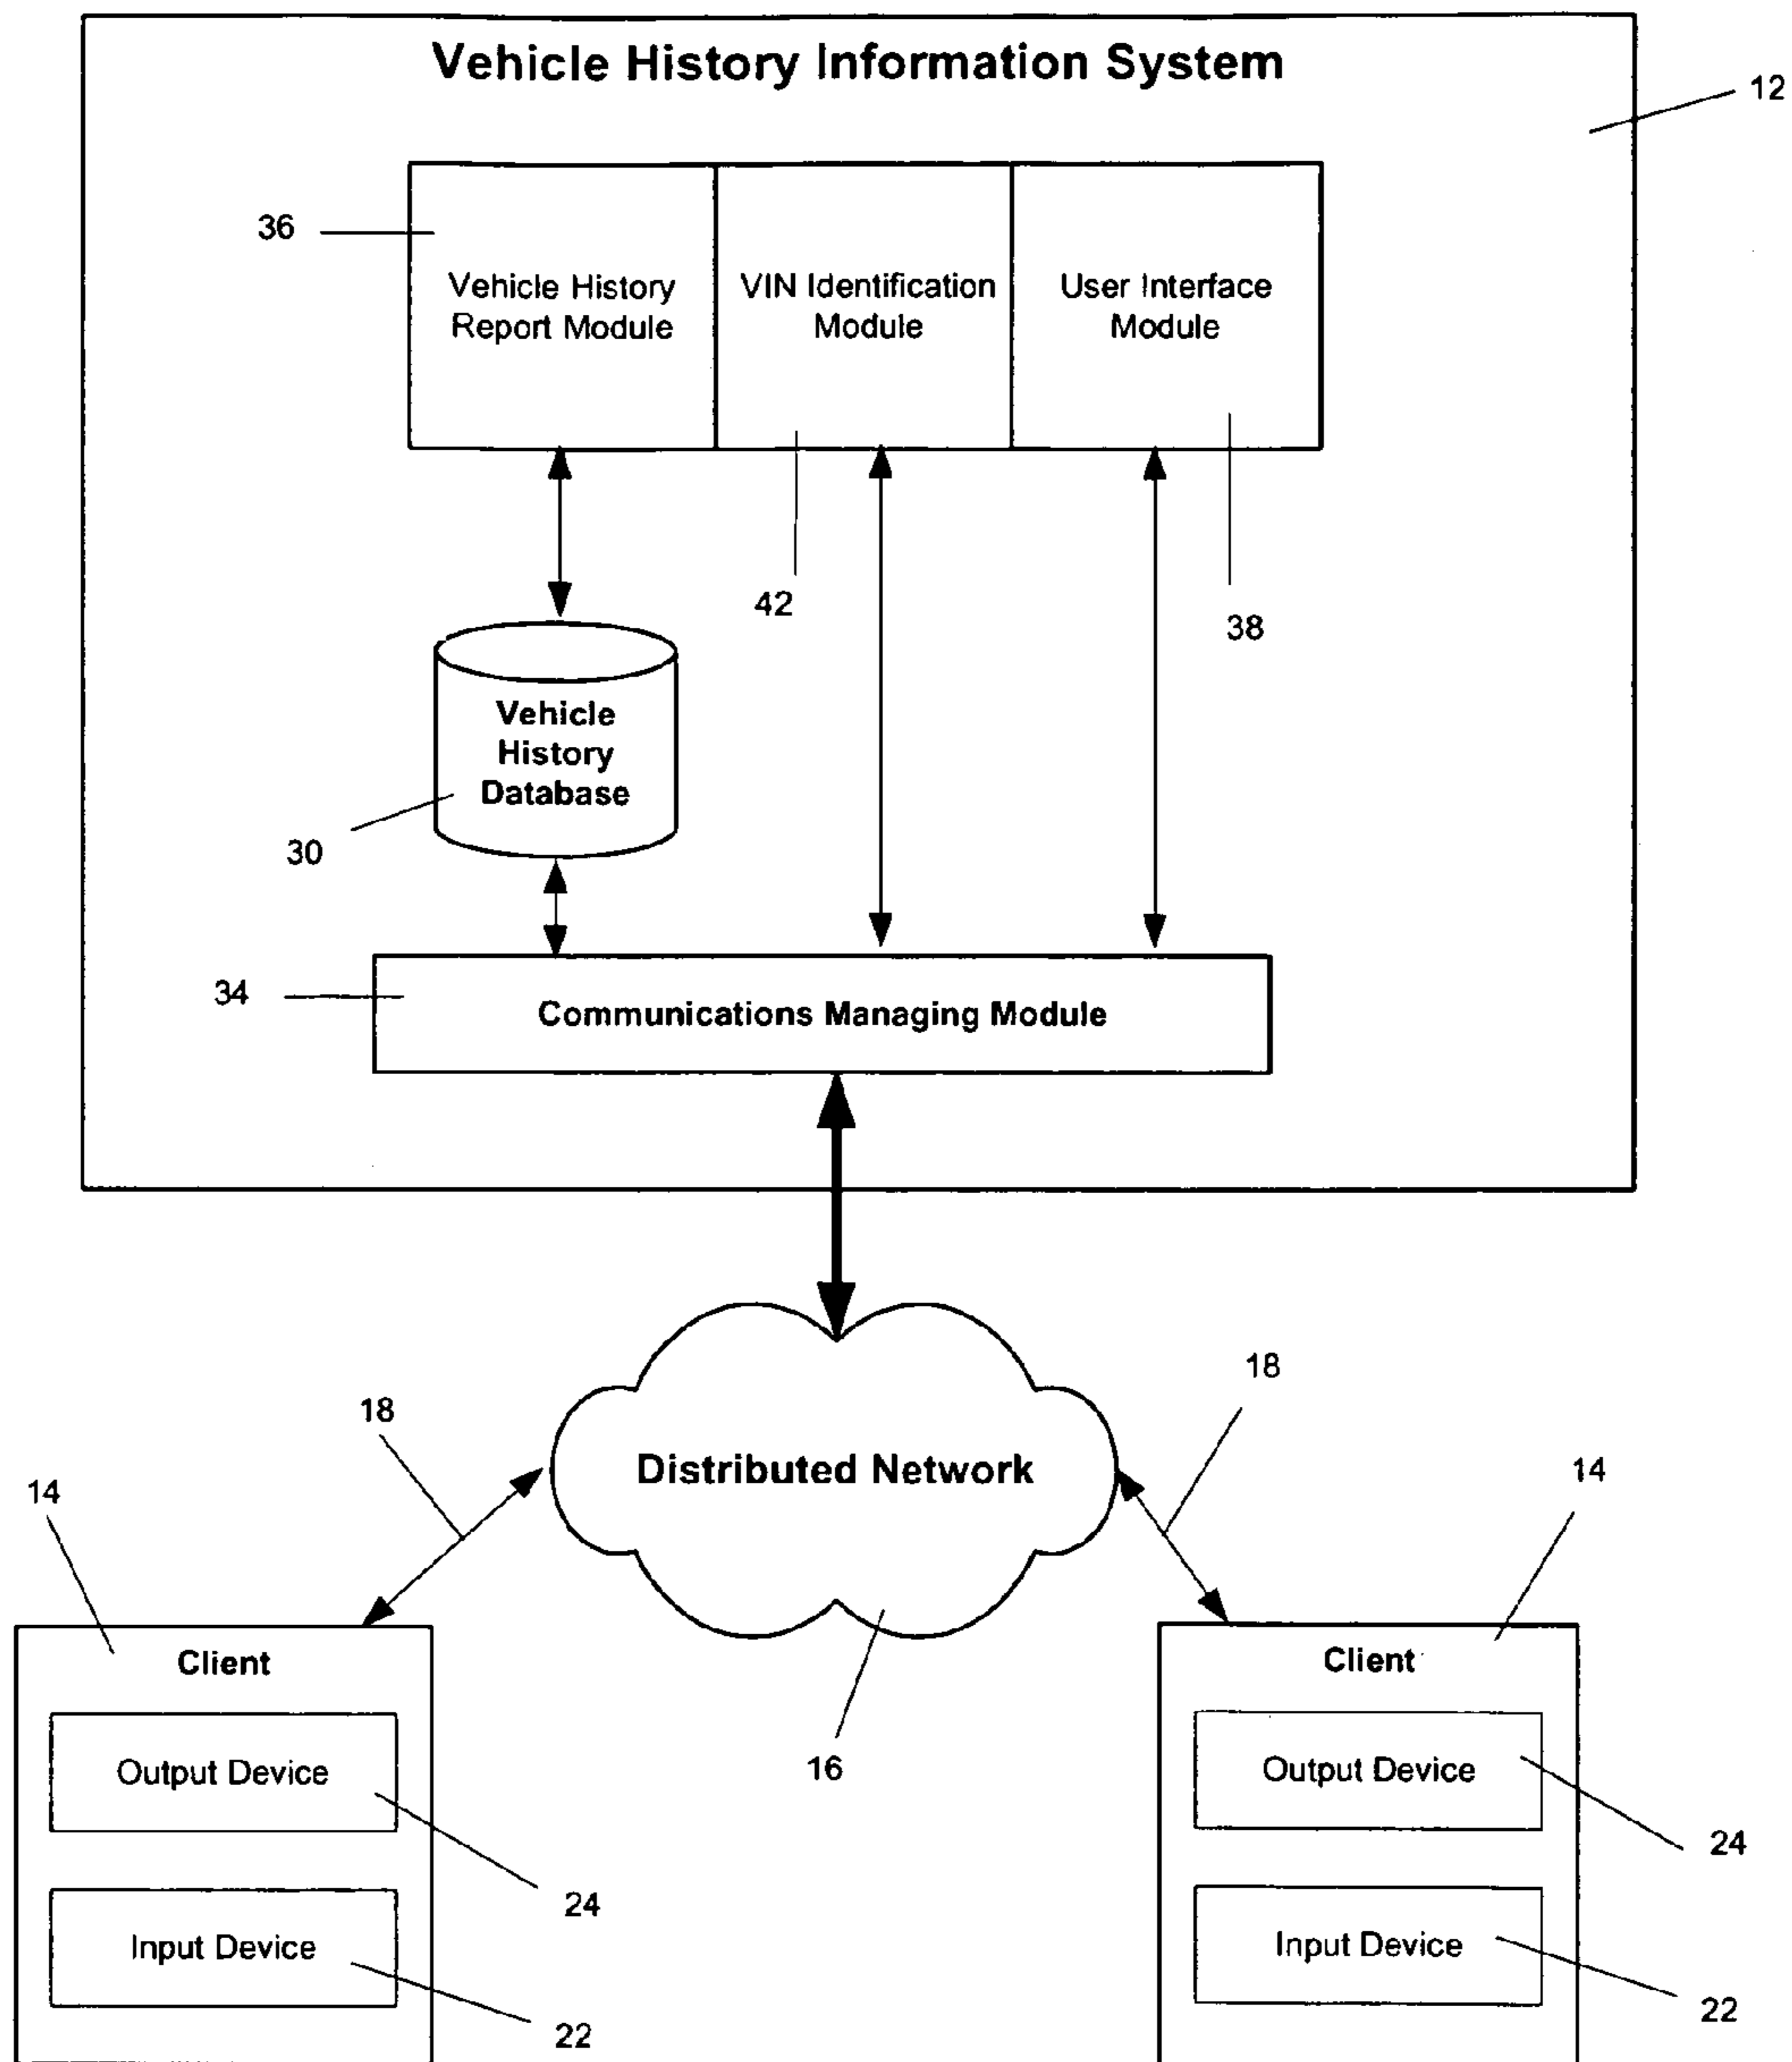 Vehicle History Information System
12
36
Vehicle History
Report Module
VIN Identification
Module
User Interface
Module
42
38
Vehicle
History
Database
30
34
Communications Managing Module
18
18
Distributed Network
14
14
Client
Client
Output Device
Output Device
16
24
24
Input Device
Input Device
22
22